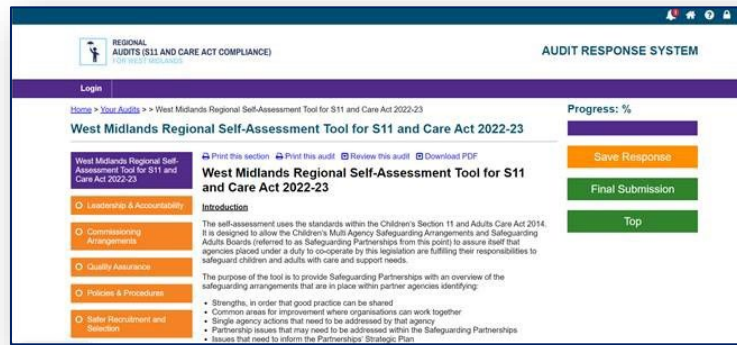 REGIONAL
AUDITS (S11 AND CARE ACT COMPLIANCE)
FOR WEST MIDLANDS
AUDIT RESPONSE SYSTEM
Login
Home > Your Audits > > West Midlands Regional Self-Assessment Tool for S11 and Care Act 2022-23
West Midlands Regional Self-Assessment Tool for S11 and Care Act 2022-23
West Midlands Regional Self-
Assessment Tool for S11 and
Care Act 2022-23
Leadership & Accountability
Commissioning
Arrangements
Quality Assurance
Policies & Procedures
Safer Recruitment and
Selection
Print this section Print this audit Review this audit Download PDF
West Midlands Regional Self-Assessment Tool for S11
and Care Act 2022-23
Introduction
The self-assessment uses the standards within the Children's Section 11 and Adults Care Act 2014.
It is designed to allow the Children's Multi Agency Safeguarding Arrangements and Safeguarding
Adults Boards (referred to as Safeguarding Partnerships from this point) to assure itself that
agencies placed under a duty to co-operate by this legislation are fulfilling their responsibilities to
safeguard children and adults with care and support needs.
The purpose of the tool is to provide Safeguarding Partnerships with an overview of the
safeguarding arrangements that are in place within partner agencies identifying:
• Strengths, in order that good practice can be shared
• Common areas for improvement where organisations can work together
• Single agency actions that need to be addressed by that agency
• Partnership issues that may need to be addressed within the Safeguarding Partnerships
• Issues that need to inform the Partnerships' Strategic Plan
Progress: %
Save Response
Final Submission
Top